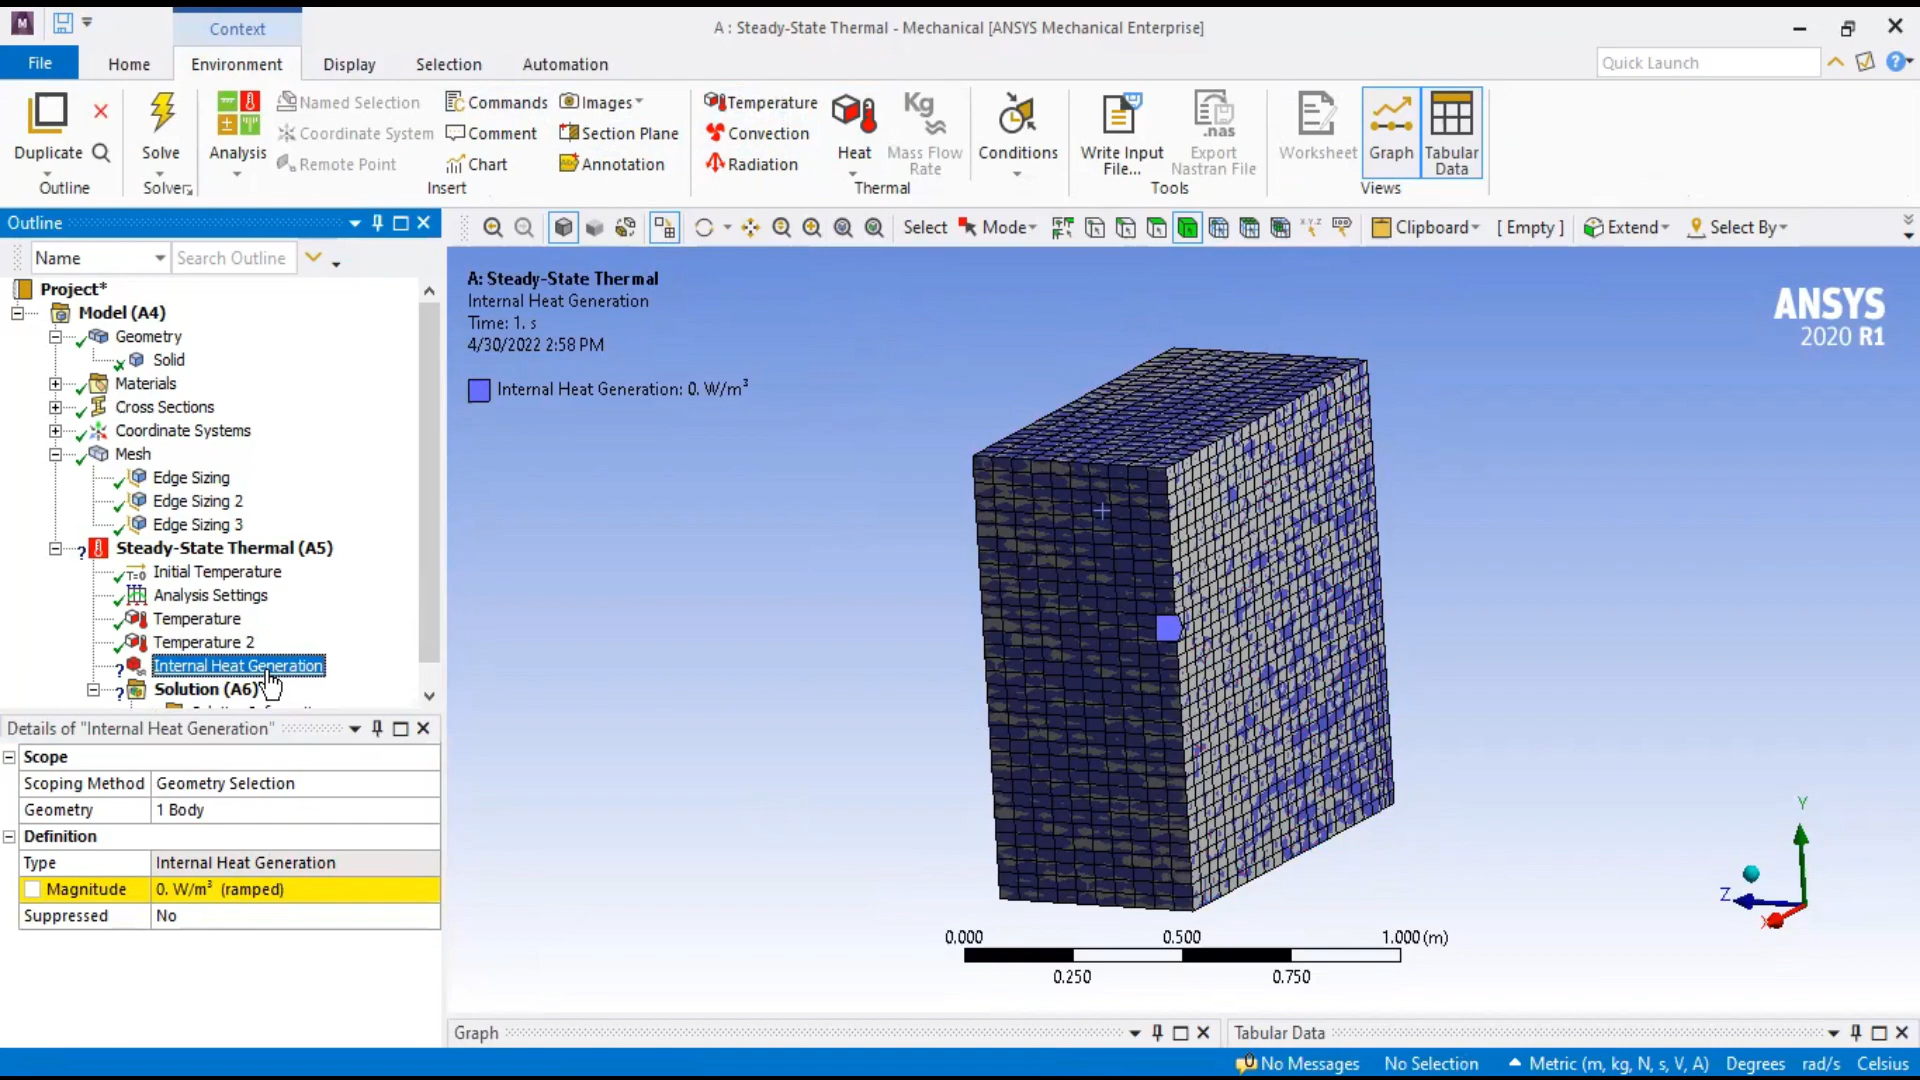 Context
A : Steady-State Thermal - Mechanical [ANSYS Mechanical Enterprise]
File Home Environment Display Selection Automation
Quick Launch
Duplicate
Outline
Solve
Solver
Analysis
Named Selection
Coordinate System
Remote Point
Commands
Comment
Chart
Images
Section Plane
Annotation
Insert
Temperature
Convection
Radiation
Heat
Kg
Mass Flow
Rate
Thermal
Conditions
Write Input
File...
.nas
Export
Nastran File
Tools
Worksheet
Graph
Tabular
Data
Views
Outline
Name
Search Outline
Select Mode
Clipboard [ Empty ] Extend Select By
Project*
Model (A4)
Geometry
Solid
Materials
Cross Sections
Coordinate Systems
Mesh
Edge Sizing
Edge Sizing 2
Edge Sizing 3
Steady-State Thermal (A5)
T=0 Initial Temperature
Analysis Settings
Temperature
Temperature 2
Internal Heat Generation
Solution (A6)
Details of "Internal Heat Generation"
Scope
Scoping Method Geometry Selection
Geometry 1 Body
Definition
Type Internal Heat Generation
Magnitude 0. W/m³ (ramped)
Suppressed No
A: Steady-State Thermal
Internal Heat Generation
Time: 1. s
4/30/2022 2:58 PM
Internal Heat Generation: 0. W/m³
ANSYS
2020 R1
Y
Z
X
0.000 0.500 1.000 (m)
0.250 0.750
Graph
Tabular Data
No Messages No Selection Metric (m, kg, N, s, V, A) Degrees rad/s Celsius